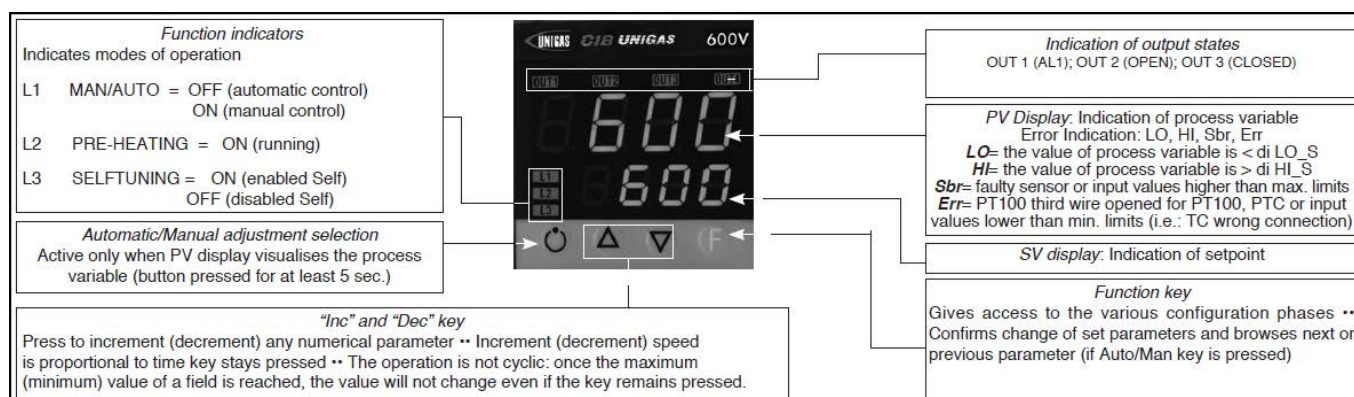 Function indicators
Indicates modes of operation
L1 MAN/AUTO = OFF (automatic control)
ON (manual control)
L2 PRE-HEATING = ON (running)
L3 SELFTUNING = ON (enabled Self)
OFF (disabled Self)
Automatic/Manual adjustment selection
Active only when PV display visualises the process
variable (button pressed for at least 5 sec.)
"Inc" and "Dec" key
Press to increment (decrement) any numerical parameter •• Increment (decrement) speed
is proportional to time key stays pressed •• The operation is not cyclic: once the maximum
(minimum) value of a field is reached, the value will not change even if the key remains pressed.
UNIGAS CIB UNIGAS 600V
OUT1 OUT2 OUT3 OUT4
600
600
L1
L2
L3
F
Indication of output states
OUT 1 (AL1); OUT 2 (OPEN); OUT 3 (CLOSED)
PV Display: Indication of process variable
Error Indication: LO, HI, Sbr, Err
LO= the value of process variable is < di LO_S
HI= the value of process variable is > di HI_S
Sbr= faulty sensor or input values higher than max. limits
Err= PT100 third wire opened for PT100, PTC or input
values lower than min. limits (i.e.: TC wrong connection)
SV display: Indication of setpoint
Function key
Gives access to the various configuration phases ••
Confirms change of set parameters and browses next or
previous parameter (if Auto/Man key is pressed)